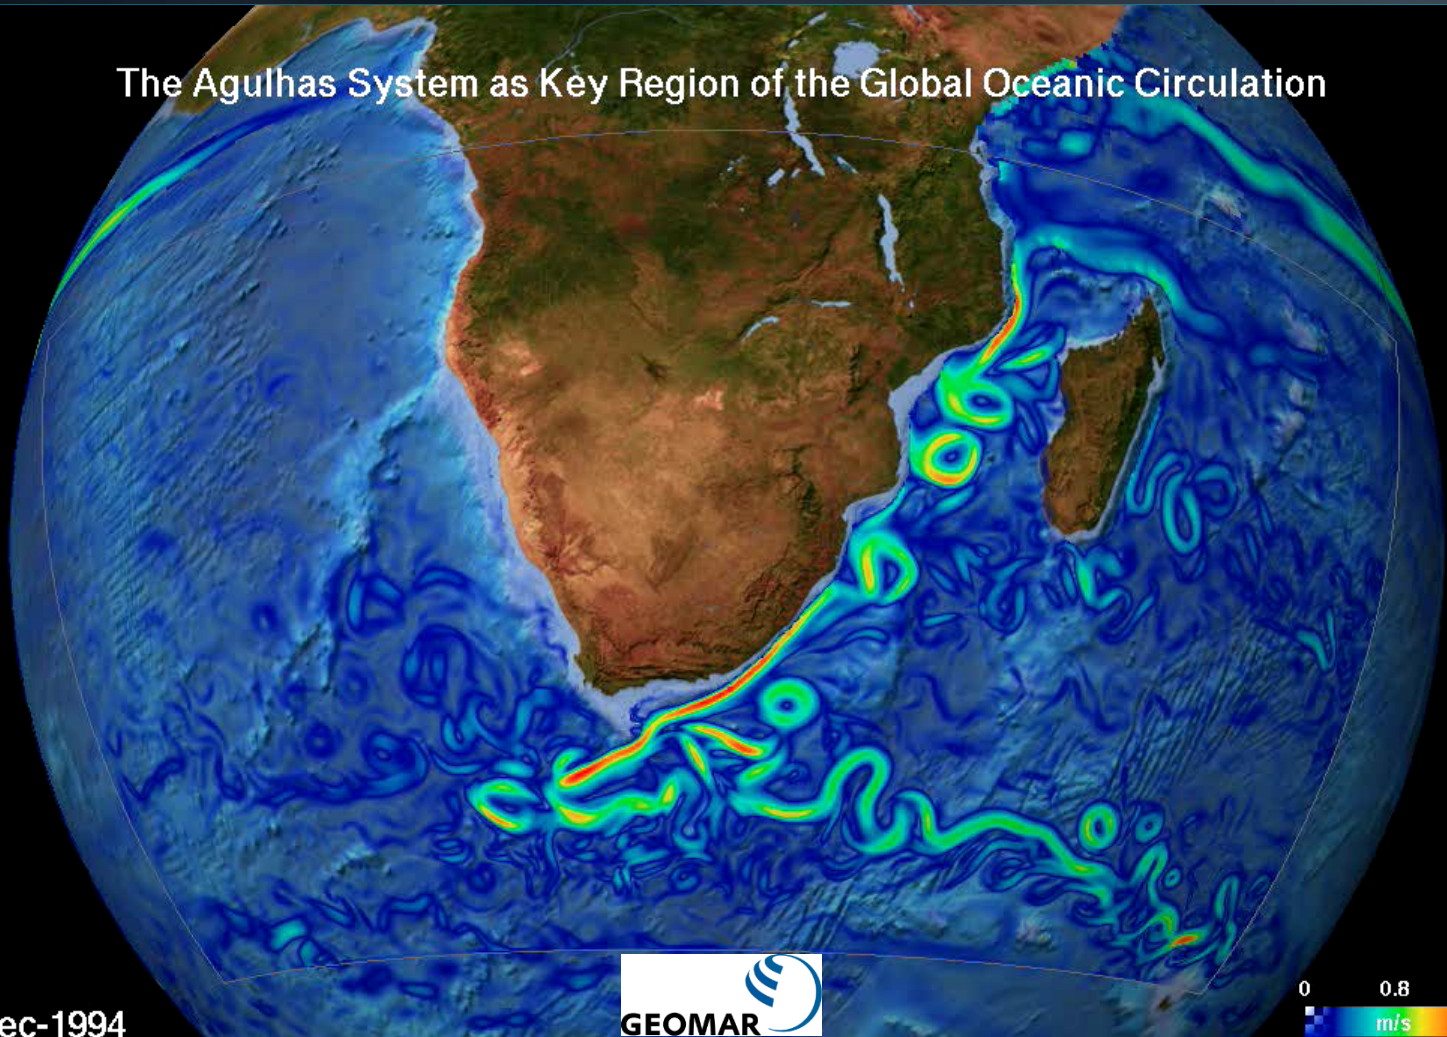 The Agulhas System as Key Region of the Global Oceanic Circulation
ec-1994
GEOMAR
0 0.8
m/s